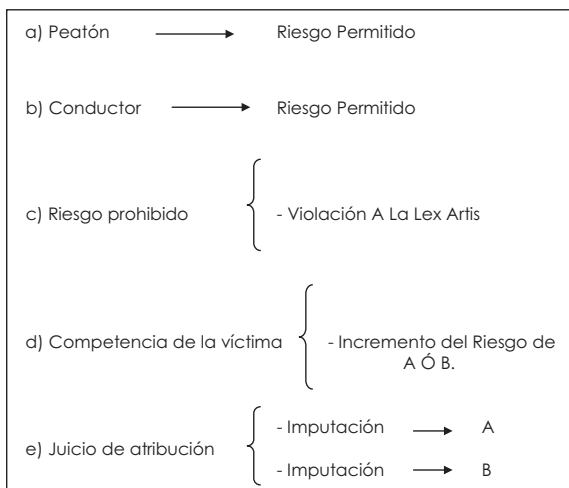 a) Peatón → Riesgo Permitido
b) Conductor → Riesgo Permitido
c) Riesgo prohibido { - Violación A La Lex Artis
d) Competencia de la víctima { - Incremento del Riesgo de
A Ó B.
e) Juicio de atribución { - Imputación → A
- Imputación → B